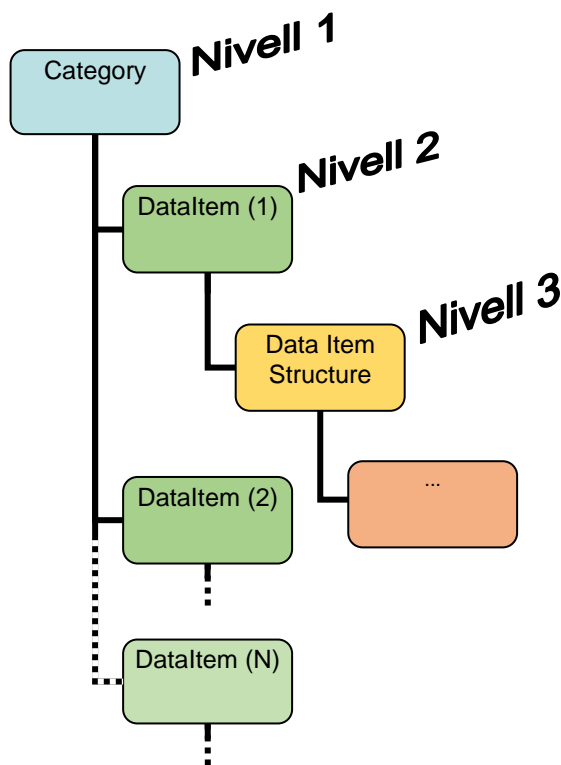 Nivell 1
Category
Nivell 2
DataItem (1)
Nivell 3
Data Item
Structure
...
DataItem (2)
DataItem (N)